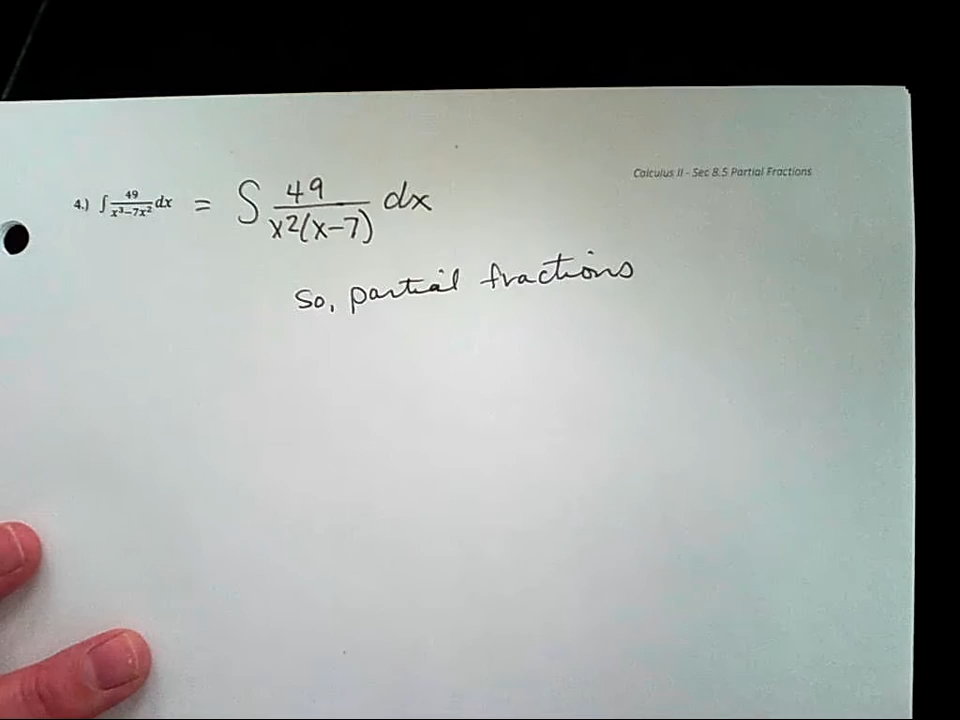 Calculus II - Sec 8.5 Partial Fractions
4.) ∫ 49/(x³−7x²) dx = ∫ 49/(x²(x−7)) dx
So, partial fractions